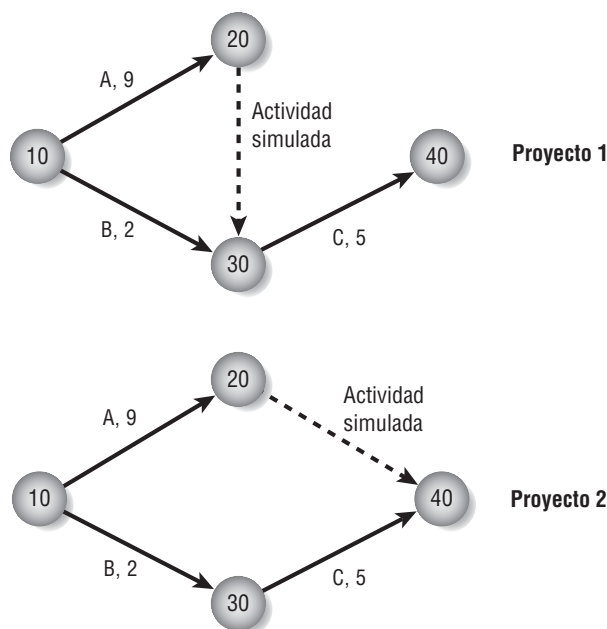 20
A, 9
Actividad
simulada
10
40
Proyecto 1
B, 2
C, 5
30
20
Actividad
simulada
A, 9
10
40
Proyecto 2
B, 2
C, 5
30